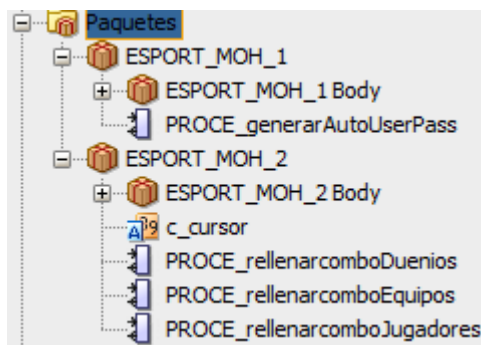 Paquetes
ESPORT_MOH_1
ESPORT_MOH_1 Body
PROCE_generarAutoUserPass
ESPORT_MOH_2
ESPORT_MOH_2 Body
c_cursor
PROCE_rellenarcomboDuenios
PROCE_rellenarcomboEquipos
PROCE_rellenarcomboJugadores